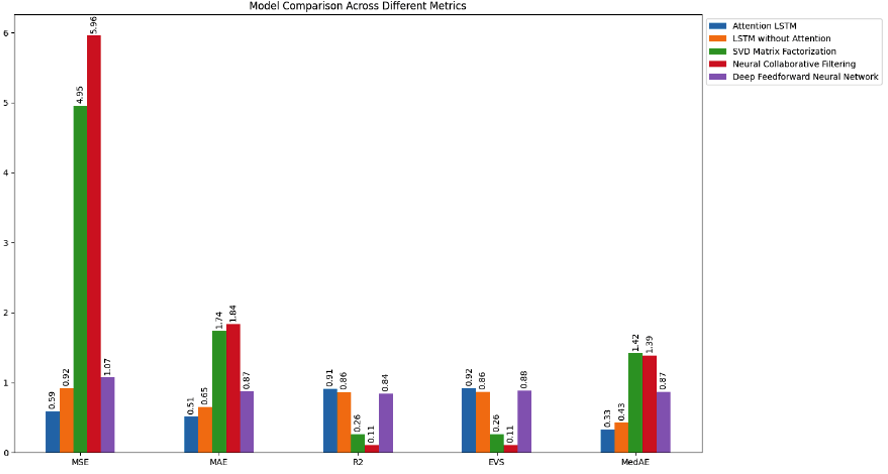 Model Comparison Across Different Metrics
Attention LSTM
LSTM without Attention
SVD Matrix Factorization
Neural Collaborative Filtering
Deep Feedforward Neural Network
6
5
4
3
2
1
0
0.59
0.92
4.95
5.96
1.07
0.51
0.65
1.74
1.84
0.87
0.91
0.86
0.26
0.11
0.84
0.92
0.86
0.26
0.11
0.88
0.33
0.43
1.42
1.39
0.87
MSE
MAE
R2
EVS
MedAE